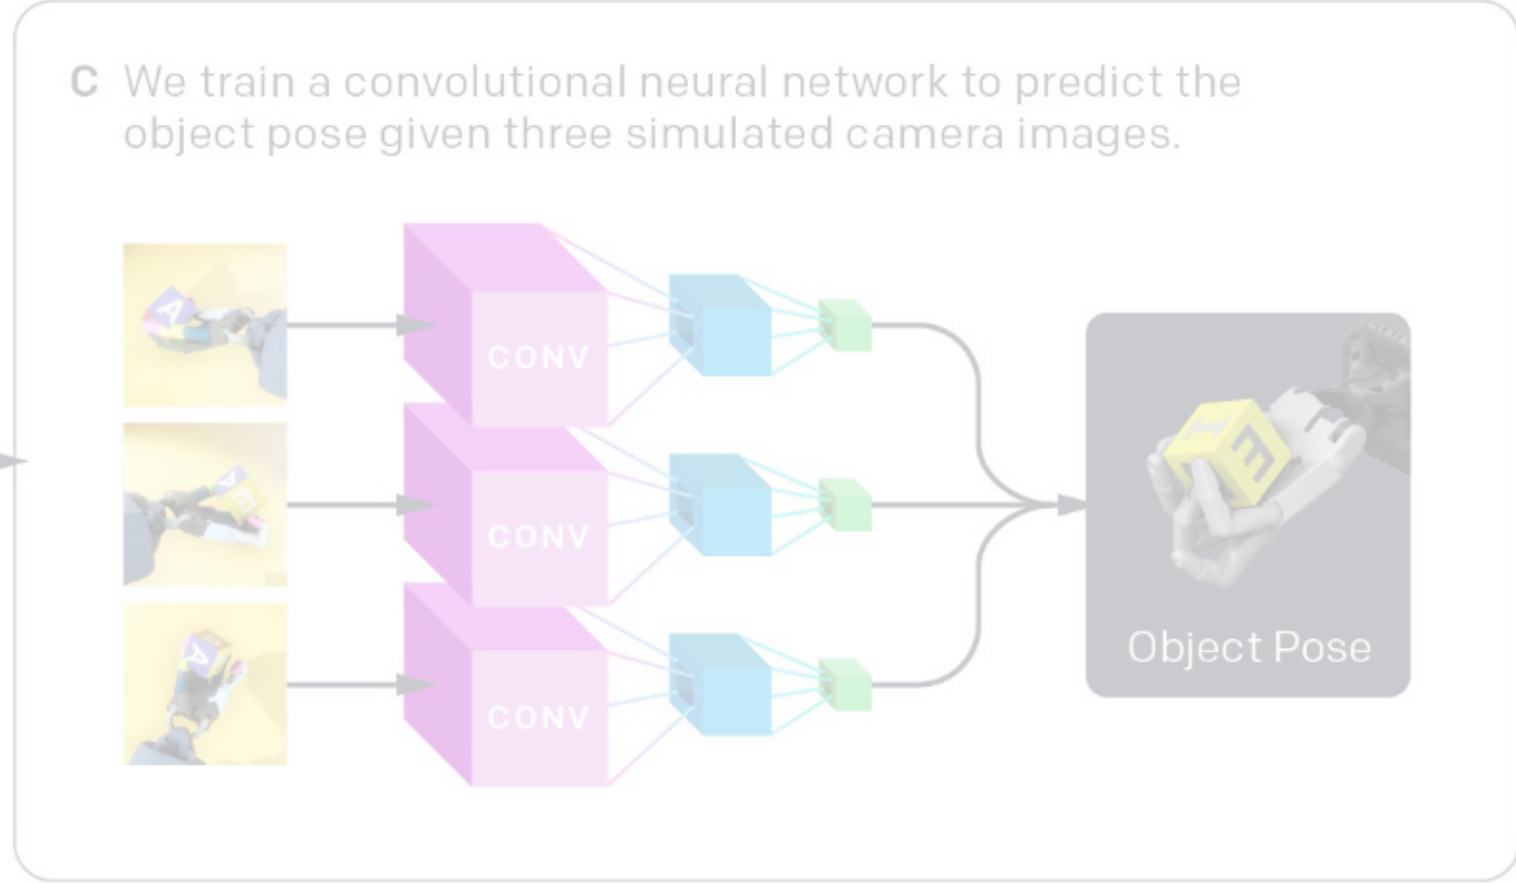 C We train a convolutional neural network to predict the
object pose given three simulated camera images.
A
CONV
A E
CONV
A
CONV
I E
Object Pose